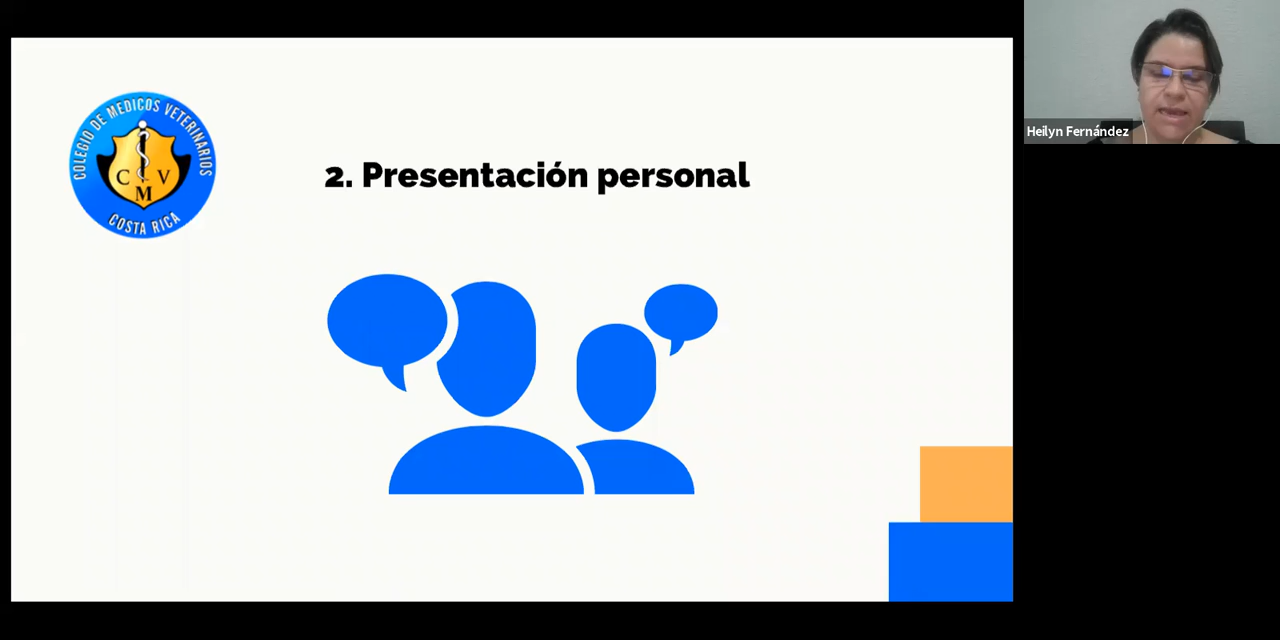 COLEGIO DE MEDICOS VETERINARIOS
C V
M
COSTA RICA
2. Presentación personal
Heilyn Fernández